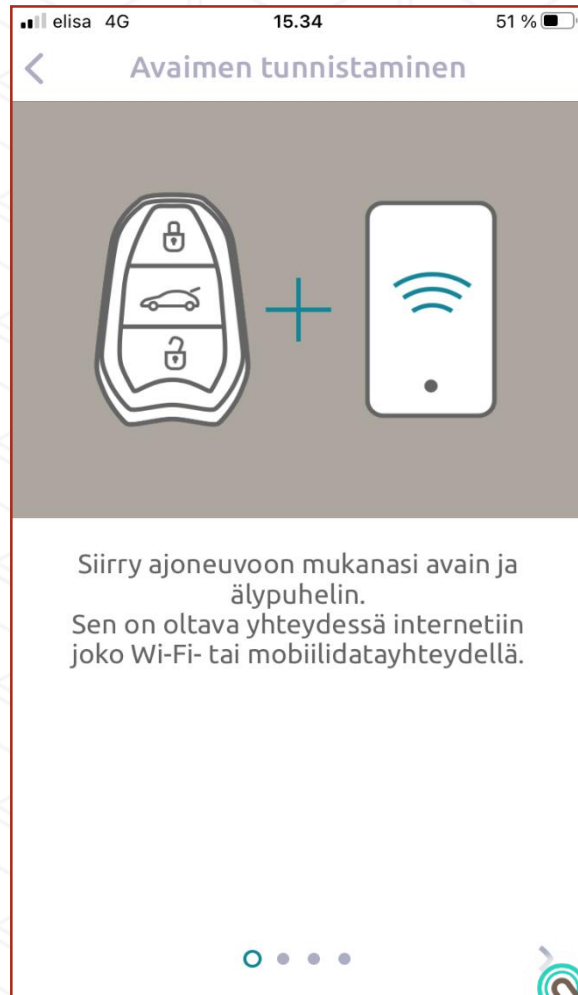 elisa 4G 15.34 51 %
Avaimen tunnistaminen
Siirry ajoneuvoon mukanasi avain ja
älypuhelin.
Sen on oltava yhteydessä internetiin
joko Wi-Fi- tai mobiilidatayhteydellä.